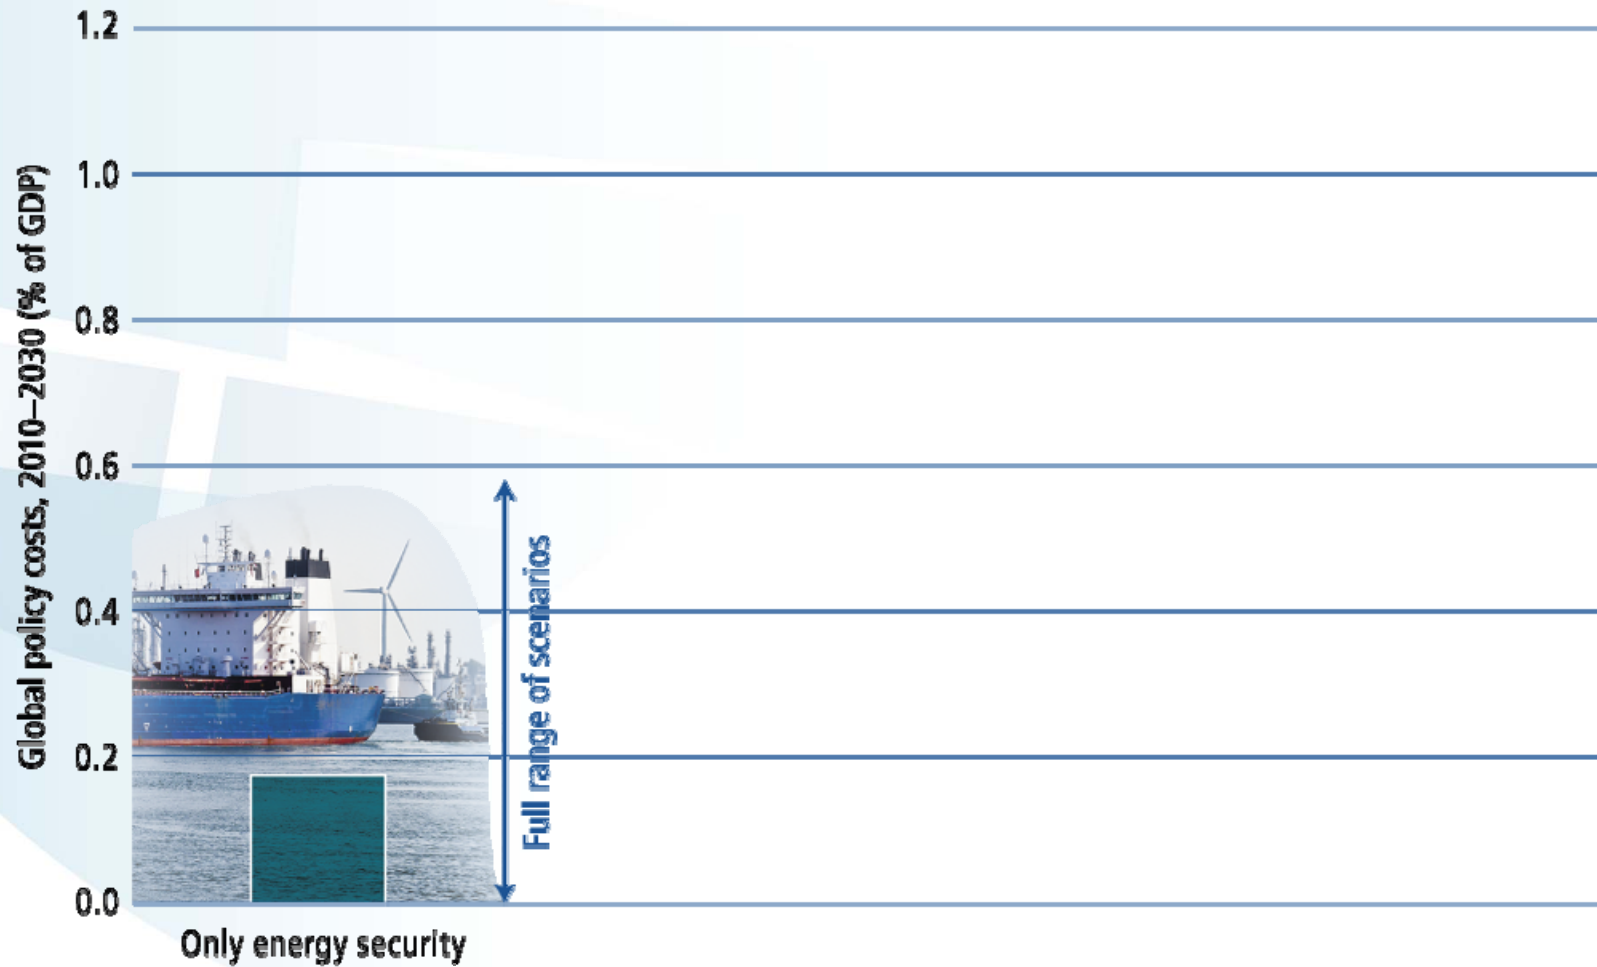 Global policy costs, 2010–2030 (% of GDP)
1.2
1.0
0.8
0.6
0.4
0.2
0.0
Full range of scenarios
Only energy security